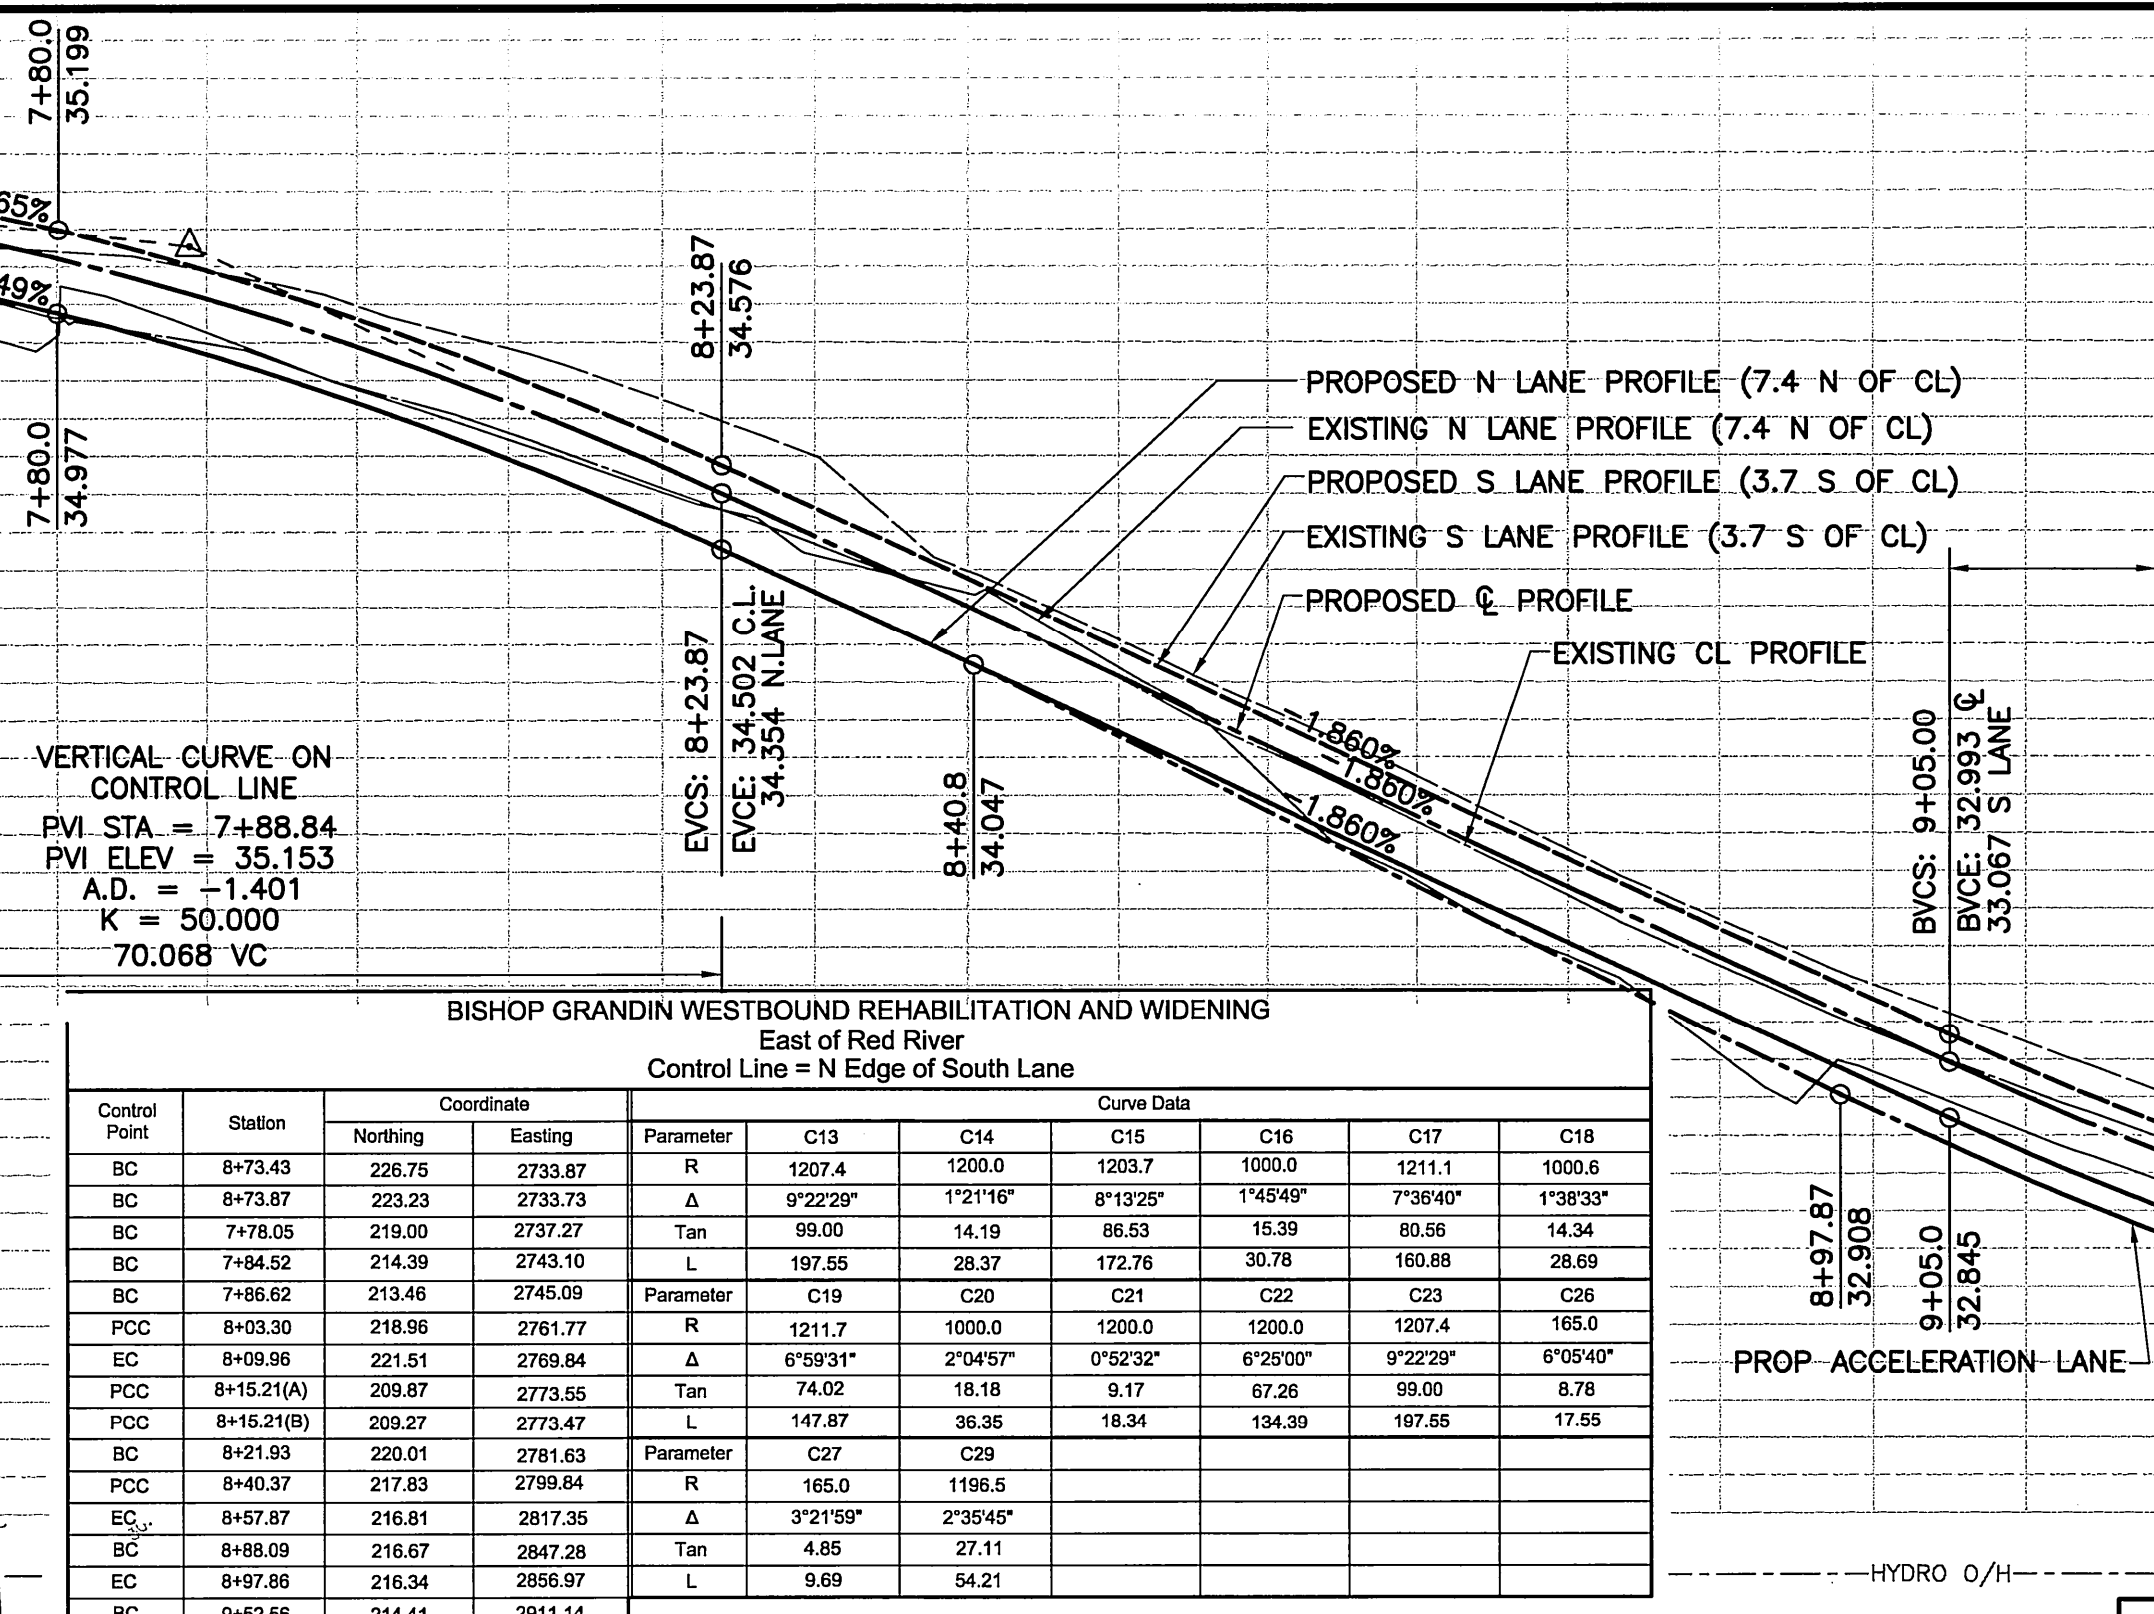 7+80.0
35.199
65%
49%
7+80.0
34.977
8+23.87
34.576
PROPOSED N LANE PROFILE (7.4 N OF CL)
EXISTING N LANE PROFILE (7.4 N OF CL)
PROPOSED S LANE PROFILE (3.7 S OF CL)
EXISTING S LANE PROFILE (3.7 S OF CL)
PROPOSED ℄ PROFILE
EXISTING CL PROFILE
EVCS: 8+23.87
EVCE: 34.502 C.L.
34.354 N.LANE
8+40.8
34.047
-1.860%
-1.860%
-1.860%
BVCS: 9+05.00
BVCE: 32.993 ℄
33.067 S LANE
VERTICAL CURVE ON
CONTROL LINE
PVI STA = 7+88.84
PVI ELEV = 35.153
A.D. = -1.401
K = 50.000
70.068 VC
BISHOP GRANDIN WESTBOUND REHABILITATION AND WIDENING
East of Red River
Control Line = N Edge of South Lane
Control Point Station Coordinate Curve Data
Northing Easting Parameter C13 C14 C15 C16 C17 C18
BC 8+73.43 226.75 2733.87 R 1207.4 1200.0 1203.7 1000.0 1211.1 1000.6
BC 8+73.87 223.23 2733.73 Δ 9°22'29" 1°21'16" 8°13'25" 1°45'49" 7°36'40" 1°38'33"
BC 7+78.05 219.00 2737.27 Tan 99.00 14.19 86.53 15.39 80.56 14.34
BC 7+84.52 214.39 2743.10 L 197.55 28.37 172.76 30.78 160.88 28.69
BC 7+86.62 213.46 2745.09 Parameter C19 C20 C21 C22 C23 C26
PCC 8+03.30 218.96 2761.77 R 1211.7 1000.0 1200.0 1200.0 1207.4 165.0
EC 8+09.96 221.51 2769.84 Δ 6°59'31" 2°04'57" 0°52'32" 6°25'00" 9°22'29" 6°05'40"
PCC 8+15.21(A) 209.87 2773.55 Tan 74.02 18.18 9.17 67.26 99.00 8.78
PCC 8+15.21(B) 209.27 2773.47 L 147.87 36.35 18.34 134.39 197.55 17.55
BC 8+21.93 220.01 2781.63 Parameter C27 C29
PCC 8+40.37 217.83 2799.84 R 165.0 1196.5
EC 8+57.87 216.81 2817.35 Δ 3°21'59" 2°35'45"
BC 8+88.09 216.67 2847.28 Tan 4.85 27.11
EC 8+97.86 216.34 2856.97 L 9.69 54.21
BC 9+52.56 214.41 2911.14
8+97.87
32.908
9+05.0
32.845
PROP ACCELERATION LANE
HYDRO O/H